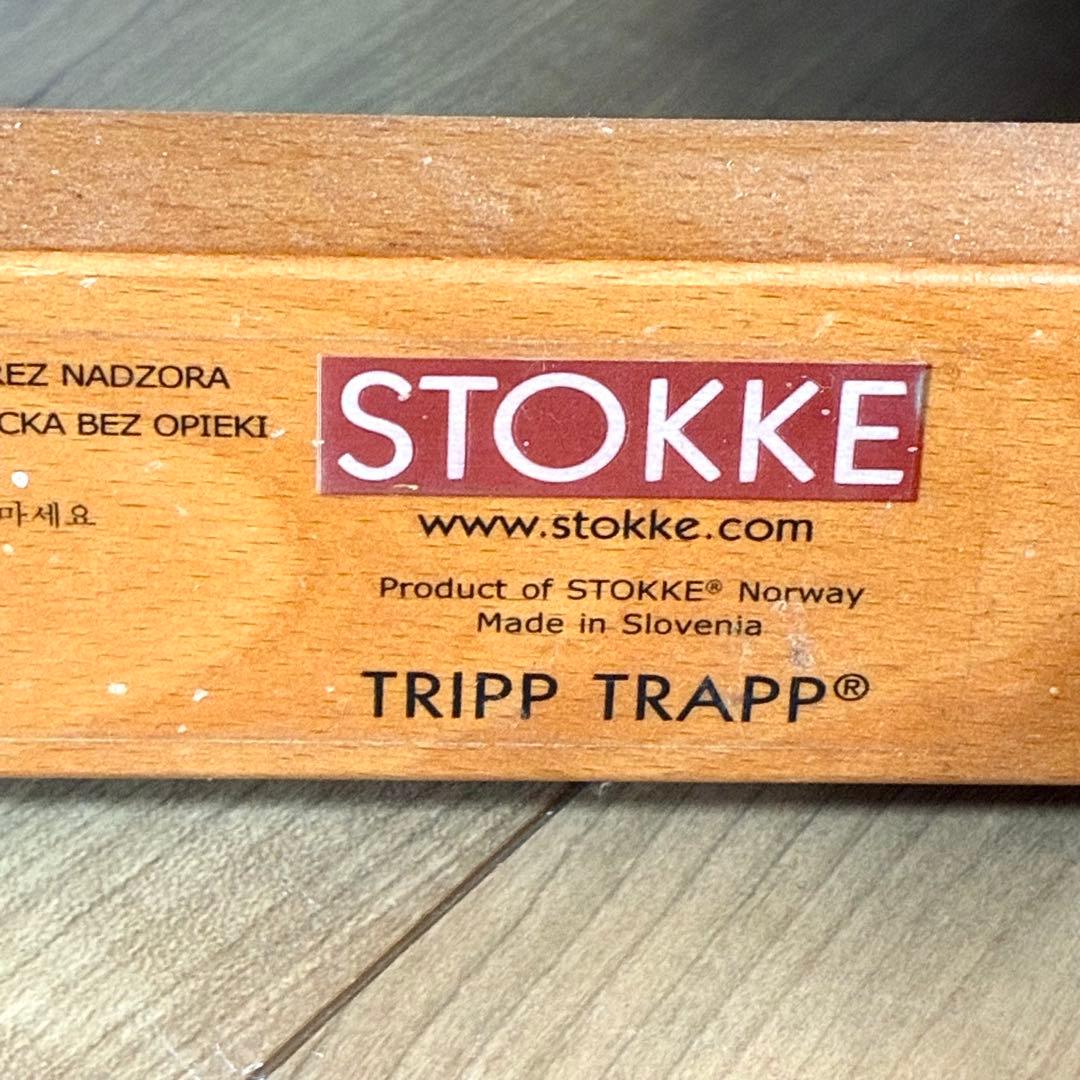 REZ NADZORA
CKA BEZ OPIEKI
마세요
STOKKE
www.stokke.com
Product of STOKKE® Norway
Made in Slovenia
TRIPP TRAPP®